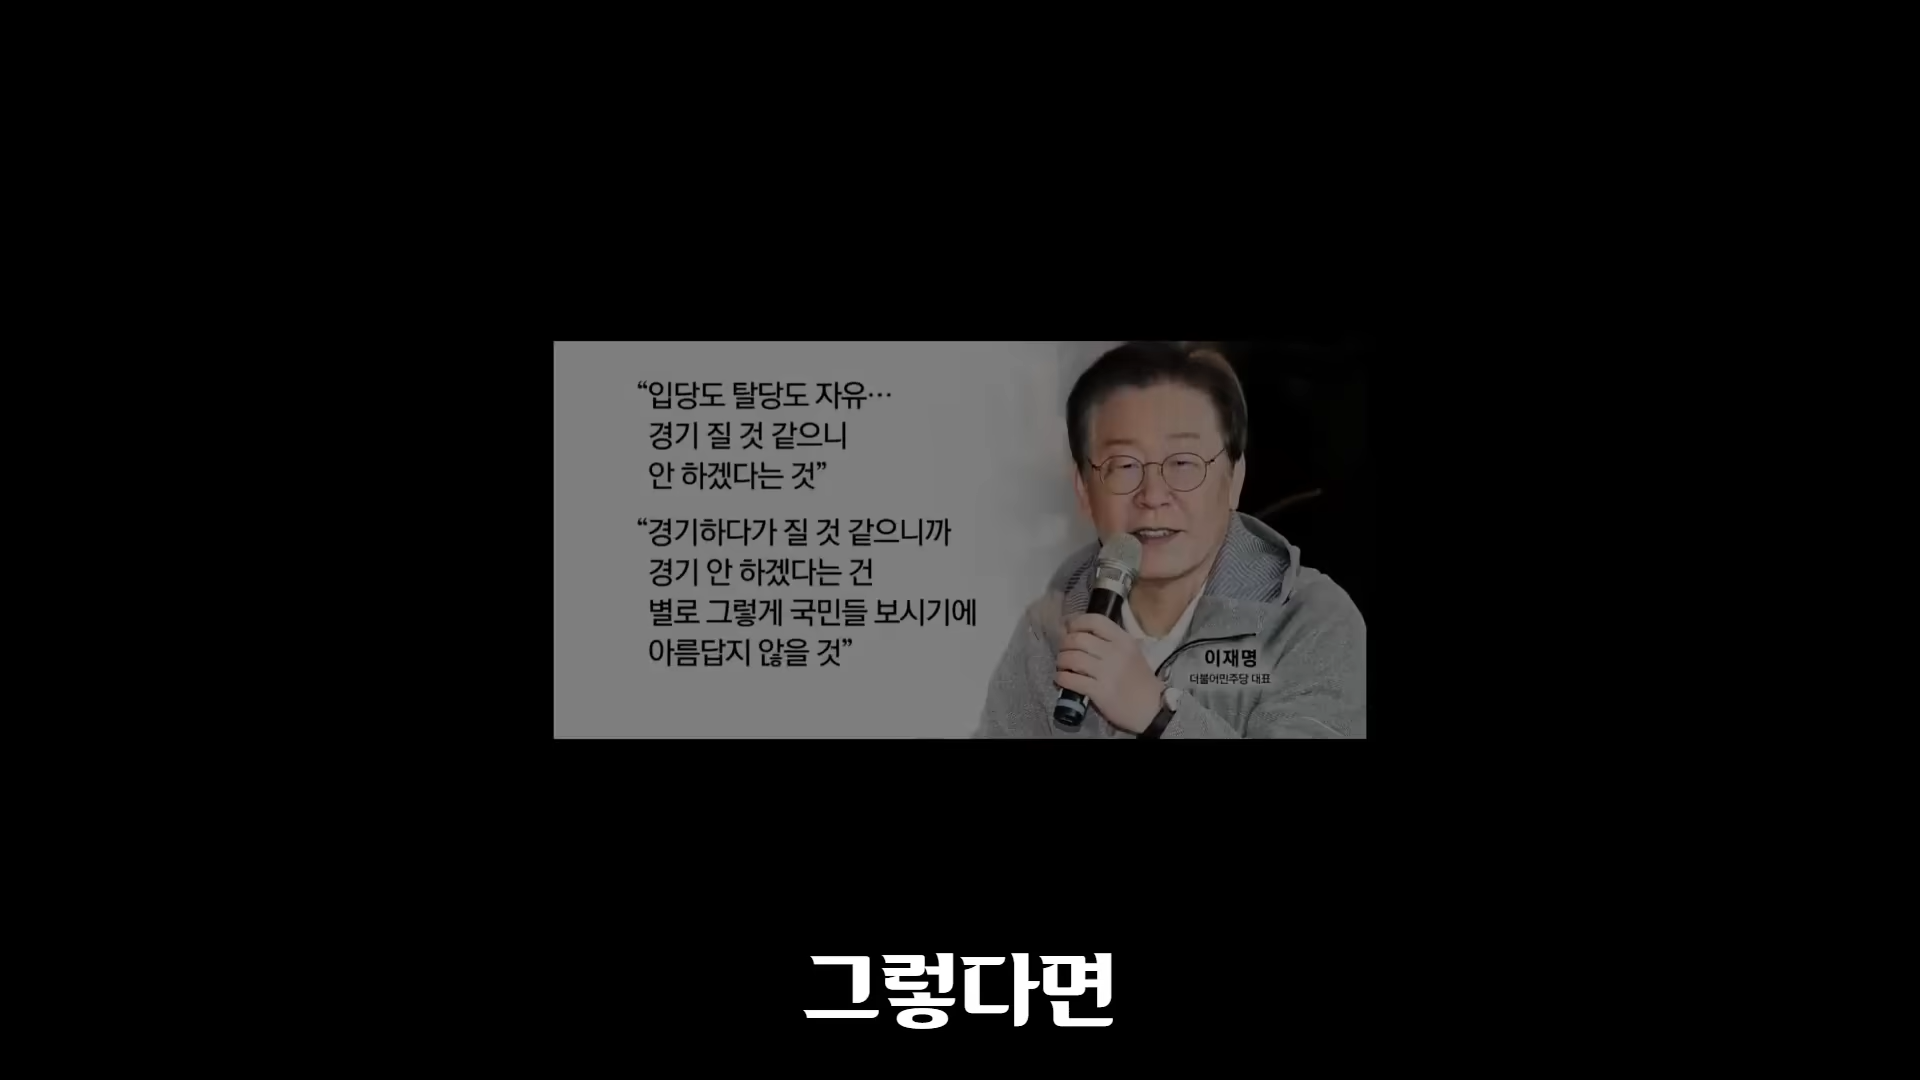 “입당도 탈당도 자유…
경기 질 것 같으니
안 하겠다는 것”
“경기하다가 질 것 같으니까
경기 안 하겠다는 건
별로 그렇게 국민들 보시기에
아름답지 않을 것”
이재명
더불어민주당 대표
그렇다면